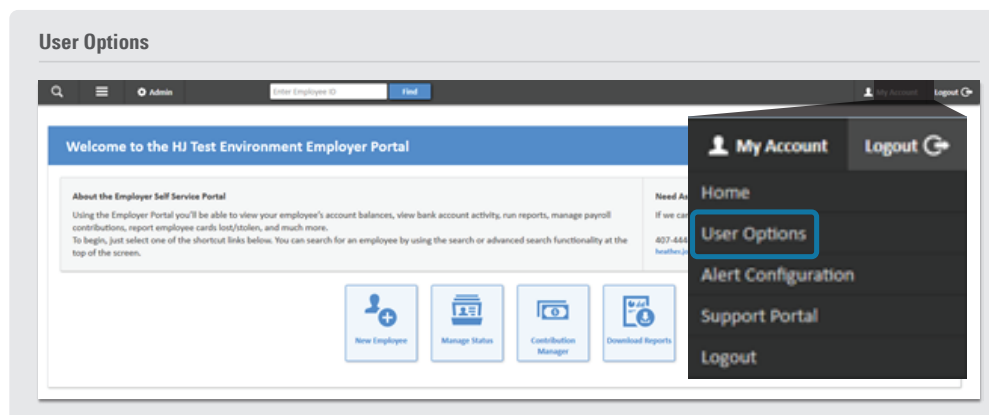 User Options
Admin
Enter Employee ID
Find
My Account
Logout
Welcome to the HJ Test Environment Employer Portal
My Account
Logout
Home
User Options
Alert Configuration
Support Portal
Logout
About the Employer Self Service Portal
Using the Employer Portal you'll be able to view your employee's account balances, view bank account activity, run reports, manage payroll
contributions, report employee cards lost/stolen, and much more.
To begin, just select one of the shortcut links below. You can search for an employee by using the search or advanced search functionality at the
top of the screen.
Need As
If we car
407-444
heather.jo
New Employee
Manage Status
Contribution
Manager
Download Reports